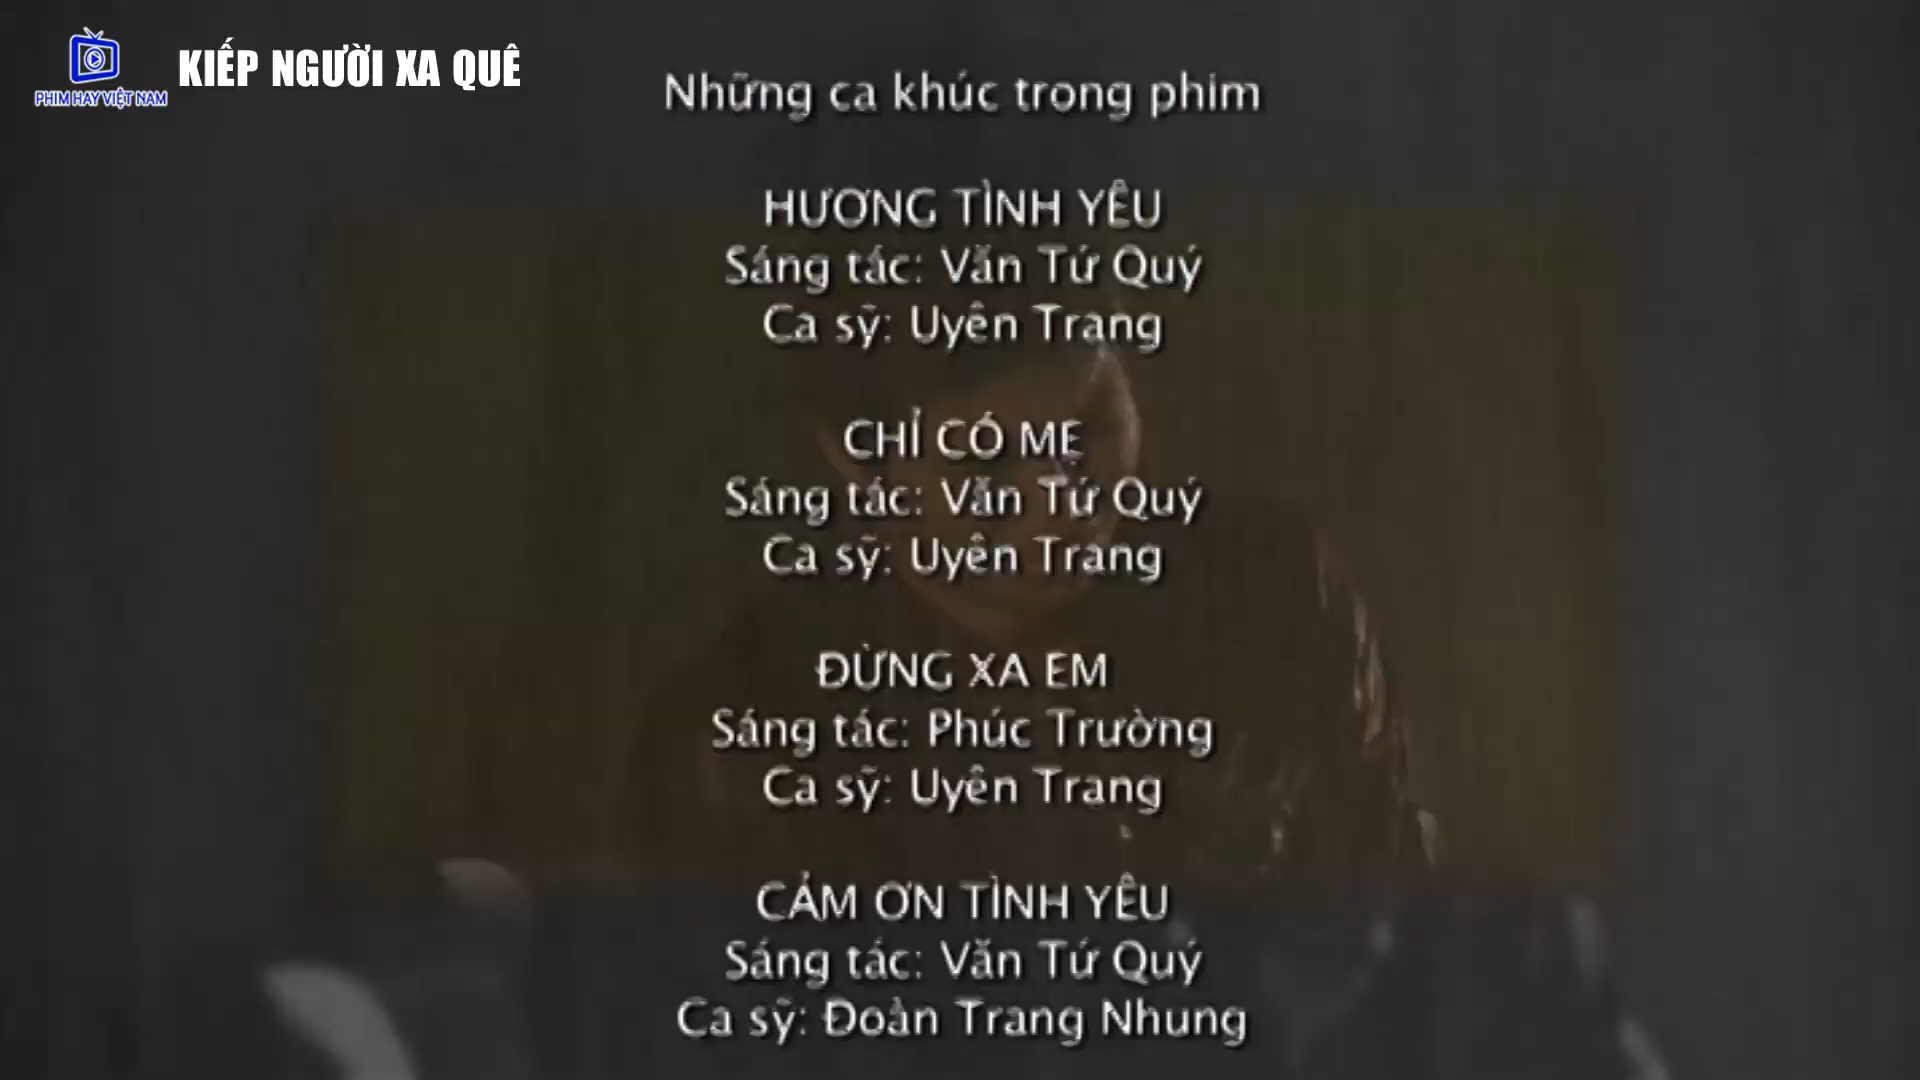 PHIM HAY VIỆT NAM
KIẾP NGƯỜI XA QUÊ
Những ca khúc trong phim
HƯƠNG TÌNH YÊU
Sáng tác: Văn Tứ Quý
Ca sỹ: Uyên Trang
CHỈ CÓ MẸ
Sáng tác: Văn Tứ Quý
Ca sỹ: Uyên Trang
ĐỪNG XA EM
Sáng tác: Phúc Trường
Ca sỹ: Uyên Trang
CẢM ƠN TÌNH YÊU
Sáng tác: Văn Tứ Quý
Ca sỹ: Đoàn Trang Nhung